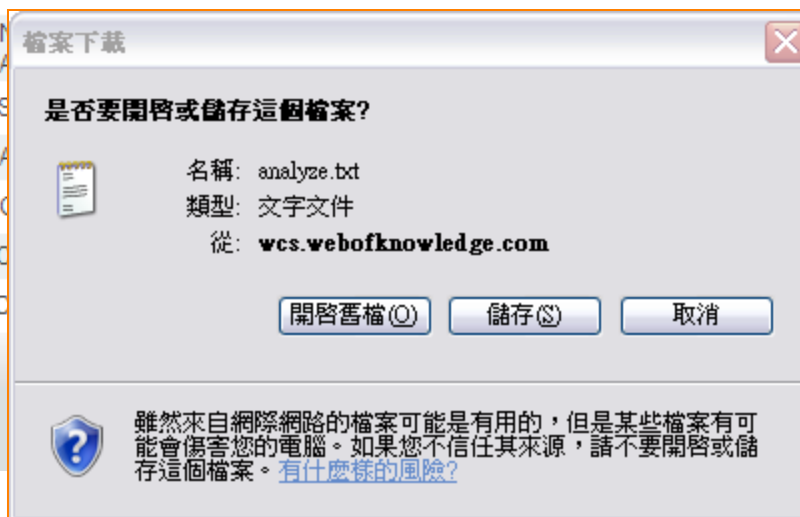 檔案下載
是否要開啓或儲存這個檔案?
名稱: analyze.txt
類型: 文字文件
從: wcs.webofknowledge.com
開啓舊檔(O) 儲存(S) 取消
雖然來自網際網路的檔案可能是有用的，但是某些檔案有可
能會傷害您的電腦。如果您不信任其來源，請不要開啓或儲
存這個檔案。有什麼樣的風險?